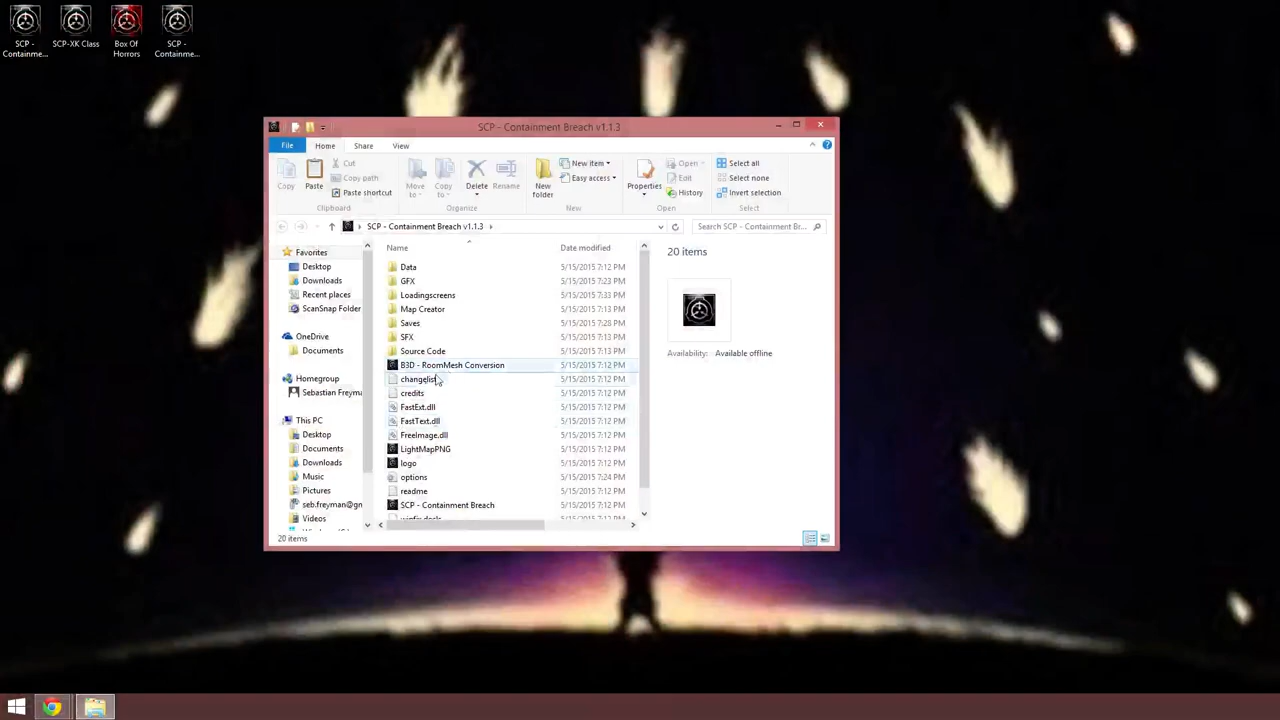 SCP - Containme...
SCP-XK Class
Box Of Horrors
SCP - Containme...
SCP - Containment Breach v1.1.3
File Home Share View
Copy
Paste
Cut
Copy path
Paste shortcut
Move to
Copy to
Delete
Rename
New folder
New item
Easy access
Properties
Open
Edit
History
Select all
Select none
Invert selection
Clipboard Organize New Open Select
SCP - Containment Breach v1.1.3
Search SCP - Containment Br...
Favorites
Desktop
Downloads
Recent places
ScanSnap Folder
OneDrive
Documents
Homegroup
Sebastian Freyma
This PC
Desktop
Documents
Downloads
Music
Pictures
seb.freyman@gm
Videos
Name Date modified
Data 5/15/2015 7:12 PM
GFX 5/15/2015 7:23 PM
Loadingscreens 5/15/2015 7:33 PM
Map Creator 5/15/2015 7:13 PM
Saves 5/15/2015 7:28 PM
SFX 5/15/2015 7:13 PM
Source Code 5/15/2015 7:13 PM
B3D - RoomMesh Conversion 5/15/2015 7:12 PM
changelist 5/15/2015 7:12 PM
credits 5/15/2015 7:12 PM
FastExt.dll 5/15/2015 7:12 PM
FastText.dll 5/15/2015 7:12 PM
FreeImage.dll 5/15/2015 7:12 PM
LightMapPNG 5/15/2015 7:12 PM
logo 5/15/2015 7:12 PM
options 5/15/2015 7:24 PM
readme 5/15/2015 7:12 PM
SCP - Containment Breach 5/15/2015 7:12 PM
20 items
Availability: Available offline
20 items